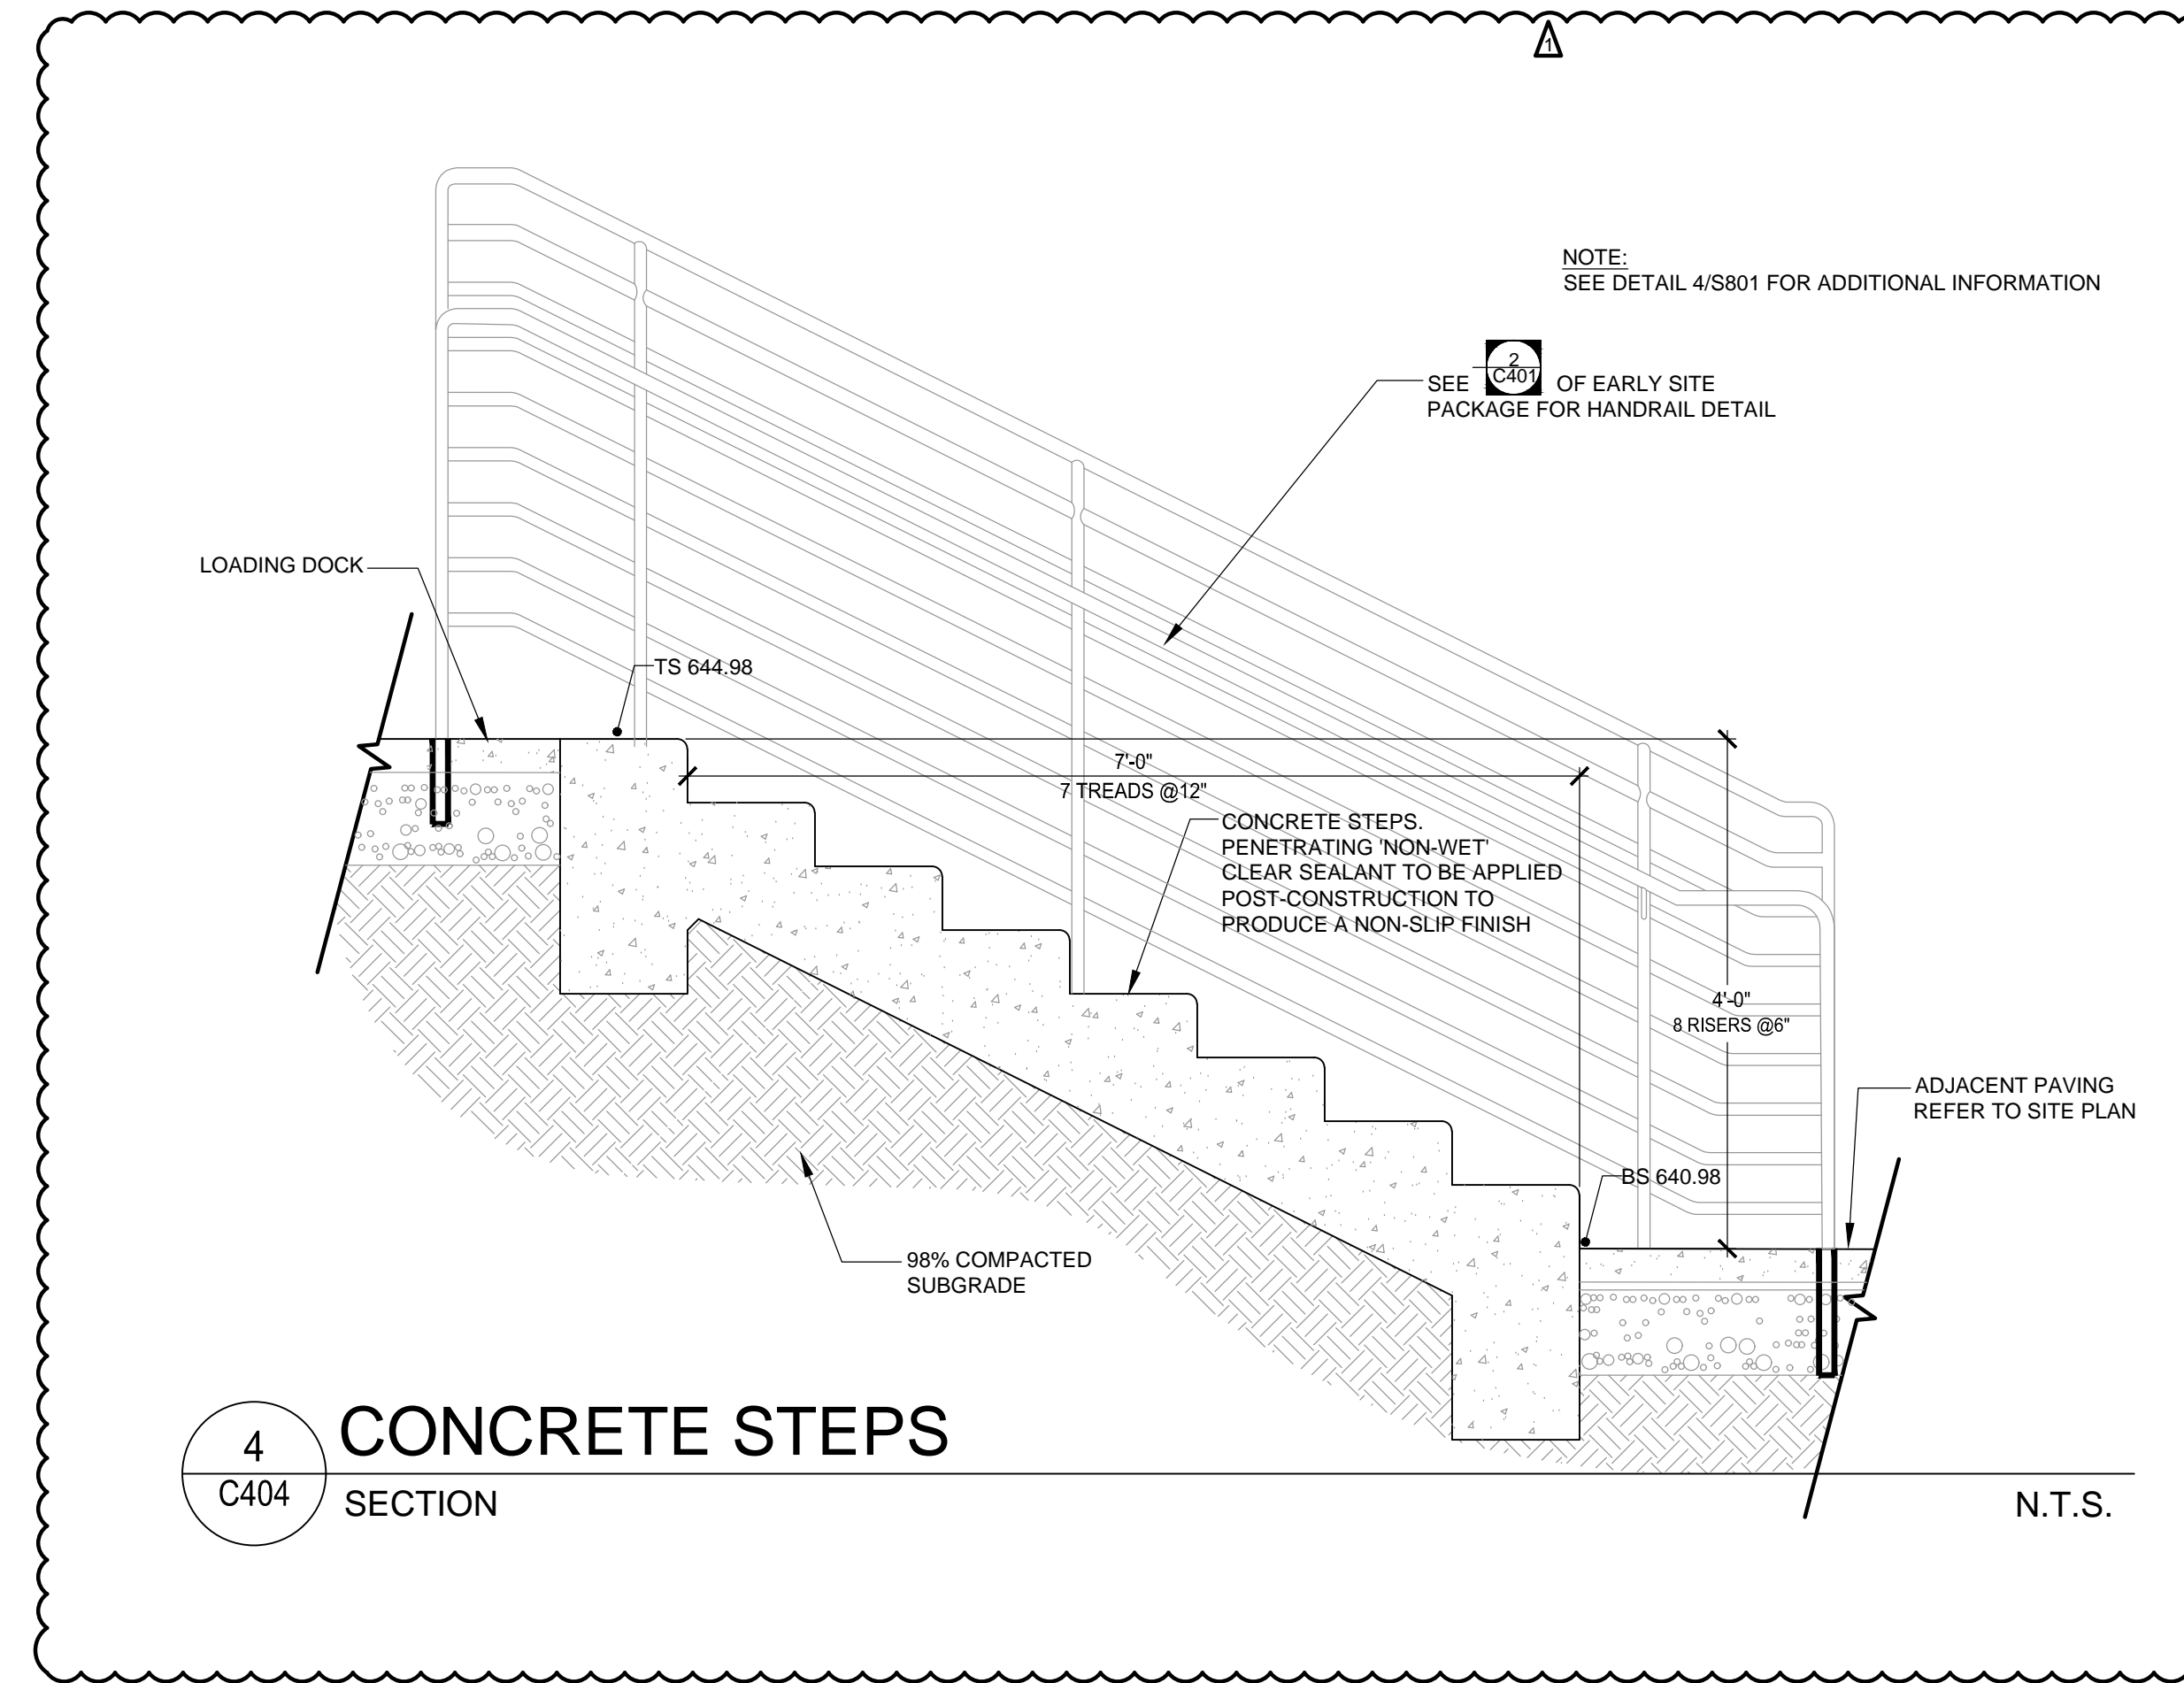 1
NOTE:
SEE DETAIL 4/S801 FOR ADDITIONAL INFORMATION
2
C401
SEE OF EARLY SITE
PACKAGE FOR HANDRAIL DETAIL
LOADING DOCK
TS 644.98
7'-0"
7 TREADS @12"
CONCRETE STEPS.
PENETRATING 'NON-WET'
CLEAR SEALANT TO BE APPLIED
POST-CONSTRUCTION TO
PRODUCE A NON-SLIP FINISH
4'-0"
8 RISERS @6"
ADJACENT PAVING
REFER TO SITE PLAN
BS 640.98
98% COMPACTED
SUBGRADE
4
C404
CONCRETE STEPS
SECTION
N.T.S.